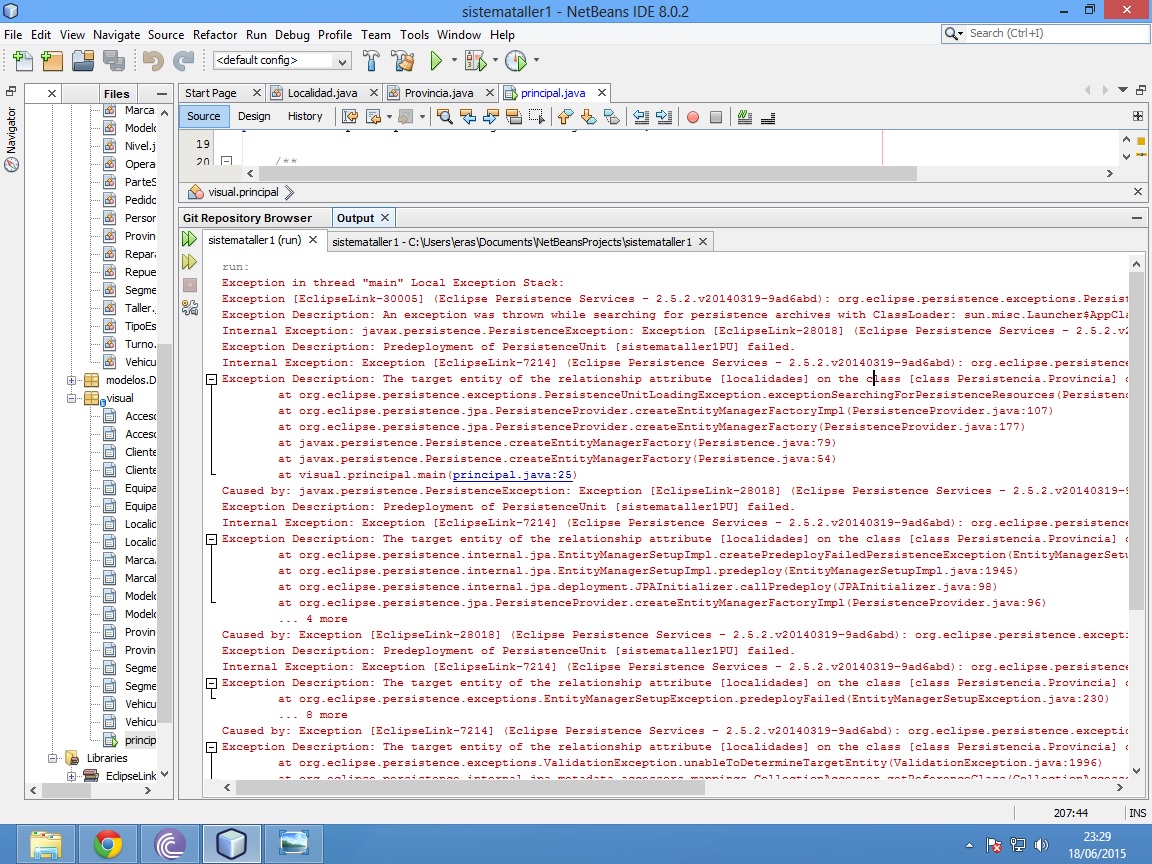 sistemataller1 - NetBeans IDE 8.0.2
File Edit View Navigate Source Refactor Run Debug Profile Team Tools Window Help
Search (Ctrl+I)
<default config>
Navigator
Files
Start Page
Localidad.java
Provincia.java
principal.java
Source Design History
19
20 /**
visual.principal
Marca.
Modelo
Nivel.j
Opera
ParteS
Pedido
Person
Provin
Repara
Repue
Segme
Taller.
TipoEs
Turno.
Vehicu
modelos.D
visual
Acceso
Acceso
Cliente
Cliente
Equipa
Equipa
Localid
Localid
Marca.
Marcal
Modelo
Modelo
Provin
Provin
Segme
Segme
Vehicu
Vehicu
princip
Libraries
EclipseLink
Git Repository Browser
Output
sistemataller1 (run)
sistemataller1 - C:\Users\eras\Documents\NetBeansProjects\sistemataller1
run:
Exception in thread "main" Local Exception Stack:
Exception [EclipseLink-30005] (Eclipse Persistence Services - 2.5.2.v20140319-9ad6abd): org.eclipse.persistence.exceptions.Persist
Exception Description: An exception was thrown while searching for persistence archives with ClassLoader: sun.misc.Launcher$AppCla
Internal Exception: javax.persistence.PersistenceException: Exception [EclipseLink-28018] (Eclipse Persistence Services - 2.5.2.v2
Exception Description: Predeployment of PersistenceUnit [sistemataller1PU] failed.
Internal Exception: Exception [EclipseLink-7214] (Eclipse Persistence Services - 2.5.2.v20140319-9ad6abd): org.eclipse.persistence
Exception Description: The target entity of the relationship attribute [localidades] on the class [class Persistencia.Provincia] c
at org.eclipse.persistence.exceptions.PersistenceUnitLoadingException.exceptionSearchingForPersistenceResources(Persistenc
at org.eclipse.persistence.jpa.PersistenceProvider.createEntityManagerFactoryImpl(PersistenceProvider.java:107)
at org.eclipse.persistence.jpa.PersistenceProvider.createEntityManagerFactory(PersistenceProvider.java:177)
at javax.persistence.Persistence.createEntityManagerFactory(Persistence.java:79)
at javax.persistence.Persistence.createEntityManagerFactory(Persistence.java:54)
at visual.principal.main(principal.java:25)
Caused by: javax.persistence.PersistenceException: Exception [EclipseLink-28018] (Eclipse Persistence Services - 2.5.2.v20140319-9
Exception Description: Predeployment of PersistenceUnit [sistemataller1PU] failed.
Internal Exception: Exception [EclipseLink-7214] (Eclipse Persistence Services - 2.5.2.v20140319-9ad6abd): org.eclipse.persistence
Exception Description: The target entity of the relationship attribute [localidades] on the class [class Persistencia.Provincia] c
at org.eclipse.persistence.internal.jpa.EntityManagerSetupImpl.createPredeployFailedPersistenceException(EntityManagerSetu
at org.eclipse.persistence.internal.jpa.EntityManagerSetupImpl.predeploy(EntityManagerSetupImpl.java:1945)
at org.eclipse.persistence.internal.jpa.deployment.JPAInitializer.callPredeploy(JPAInitializer.java:98)
at org.eclipse.persistence.jpa.PersistenceProvider.createEntityManagerFactoryImpl(PersistenceProvider.java:96)
... 4 more
Caused by: Exception [EclipseLink-28018] (Eclipse Persistence Services - 2.5.2.v20140319-9ad6abd): org.eclipse.persistence.excepti
Exception Description: Predeployment of PersistenceUnit [sistemataller1PU] failed.
Internal Exception: Exception [EclipseLink-7214] (Eclipse Persistence Services - 2.5.2.v20140319-9ad6abd): org.eclipse.persistence
Exception Description: The target entity of the relationship attribute [localidades] on the class [class Persistencia.Provincia] c
at org.eclipse.persistence.exceptions.EntityManagerSetupException.predeployFailed(EntityManagerSetupException.java:230)
... 8 more
Caused by: Exception [EclipseLink-7214] (Eclipse Persistence Services - 2.5.2.v20140319-9ad6abd): org.eclipse.persistence.exceptio
Exception Description: The target entity of the relationship attribute [localidades] on the class [class Persistencia.Provincia] c
at org.eclipse.persistence.exceptions.ValidationException.unableToDetermineTargetEntity(ValidationException.java:1996)
at org.eclipse.persistence.internal.jpa.metadata.accessors.mappings.CollectionAccessor.getReferenceClass(CollectionAccesso
207:44 INS
23:29
18/06/2015